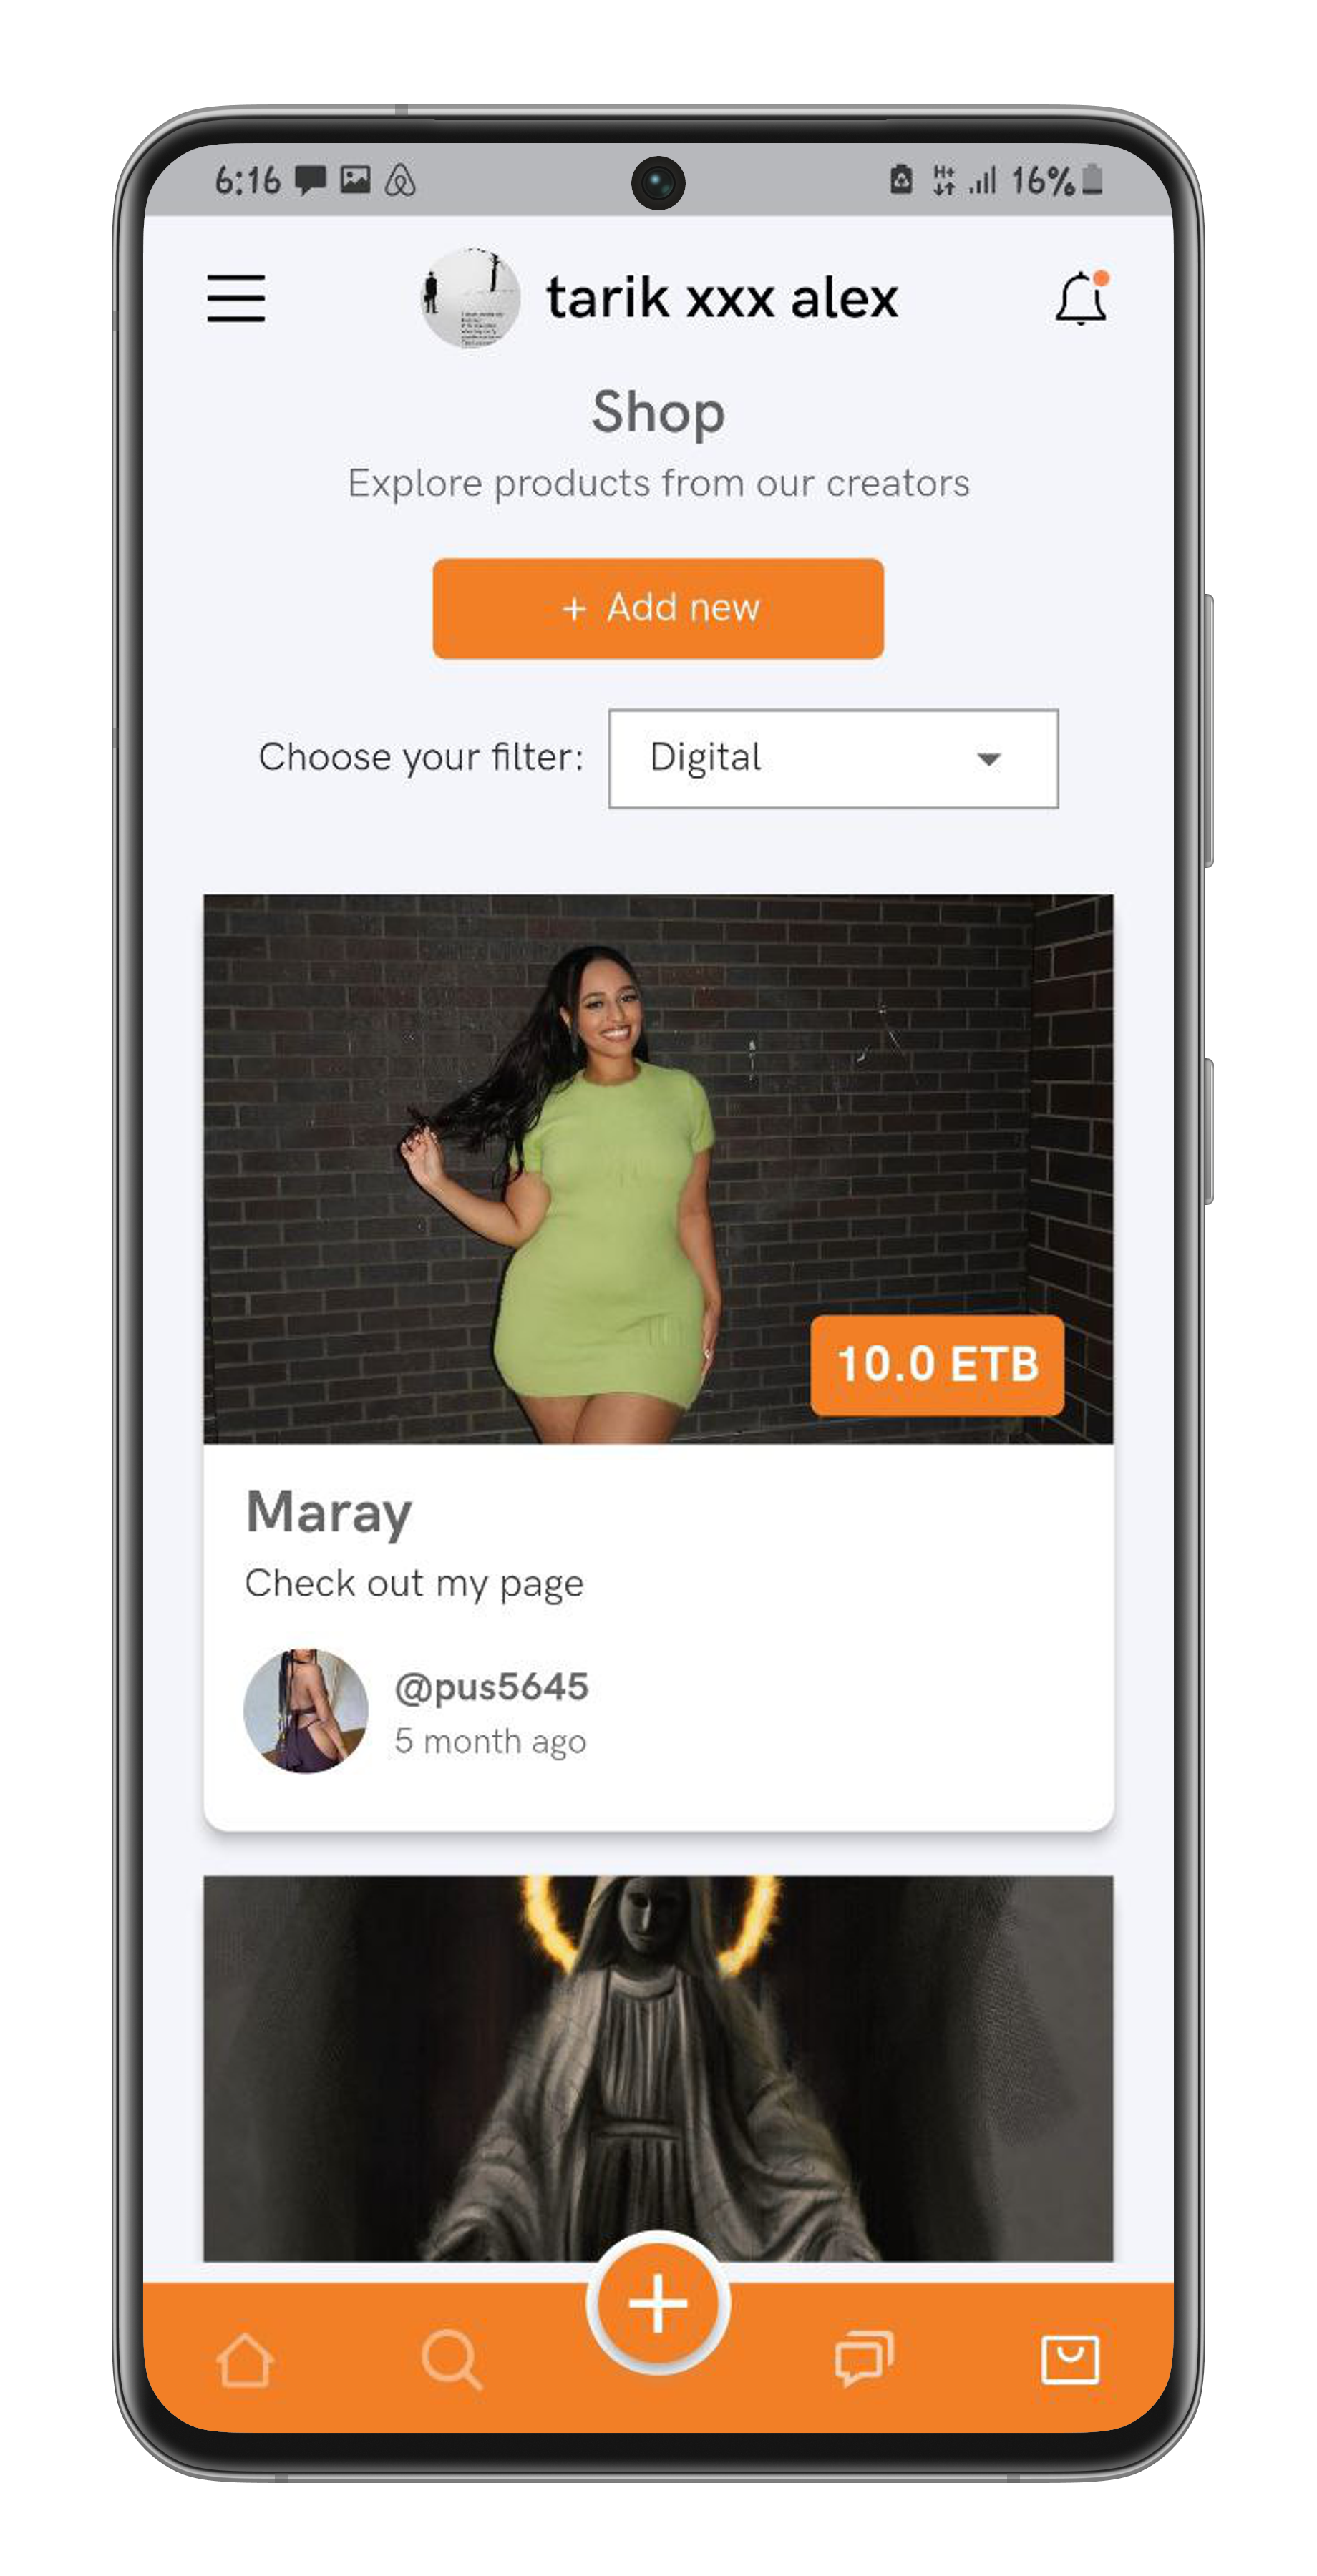 6:16
H+
16%
tarik xxx alex
Shop
Explore products from our creators
+ Add new
Choose your filter: Digital
10.0 ETB
Maray
Check out my page
@pus5645
5 month ago